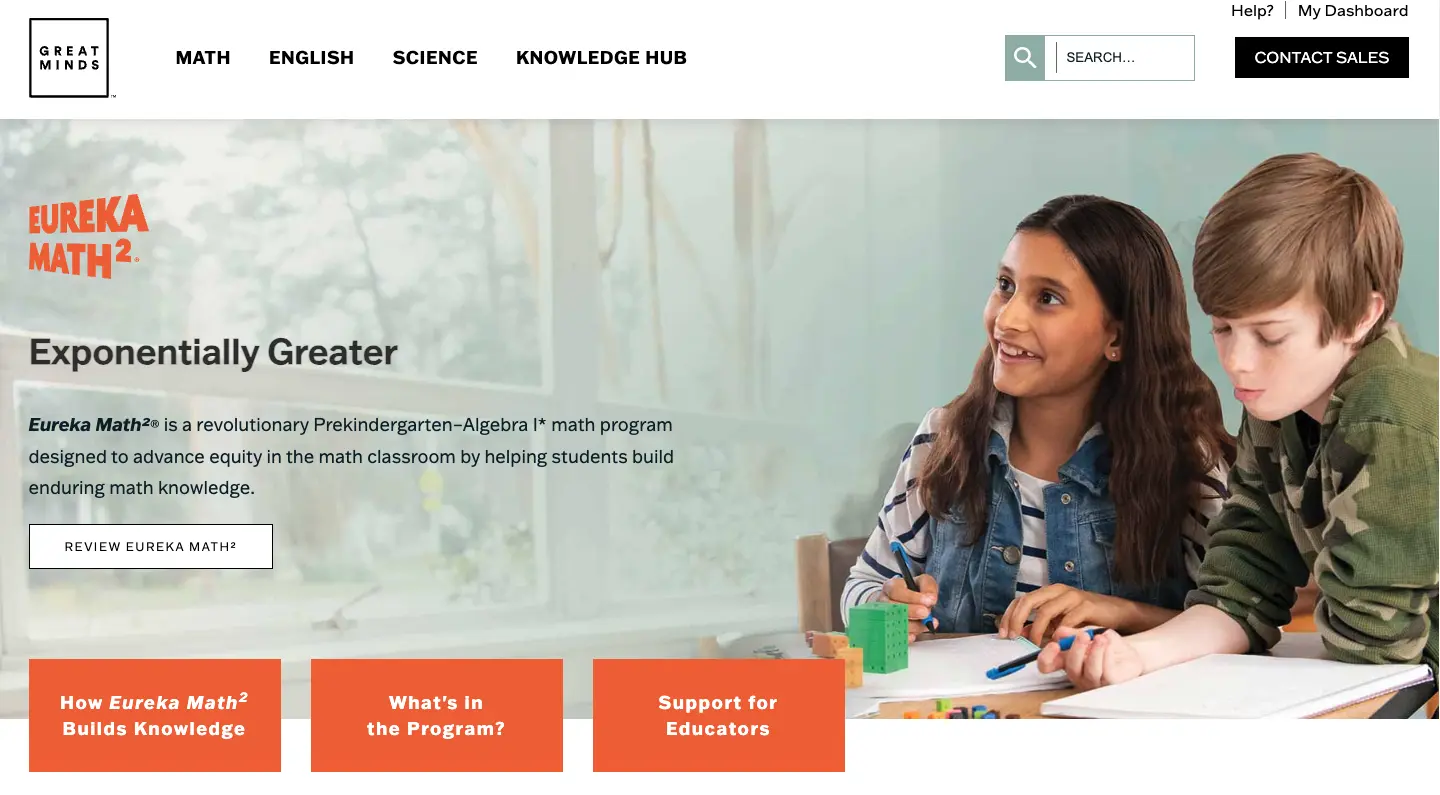 Help? | My Dashboard
GREAT
MINDS
™
MATH
ENGLISH
SCIENCE
KNOWLEDGE HUB
SEARCH...
CONTACT SALES
EUREKA
MATH²®
Exponentially Greater
Eureka Math²® is a revolutionary Prekindergarten–Algebra I* math program
designed to advance equity in the math classroom by helping students build
enduring math knowledge.
REVIEW EUREKA MATH²
How Eureka Math²
Builds Knowledge
What's in
the Program?
Support for
Educators